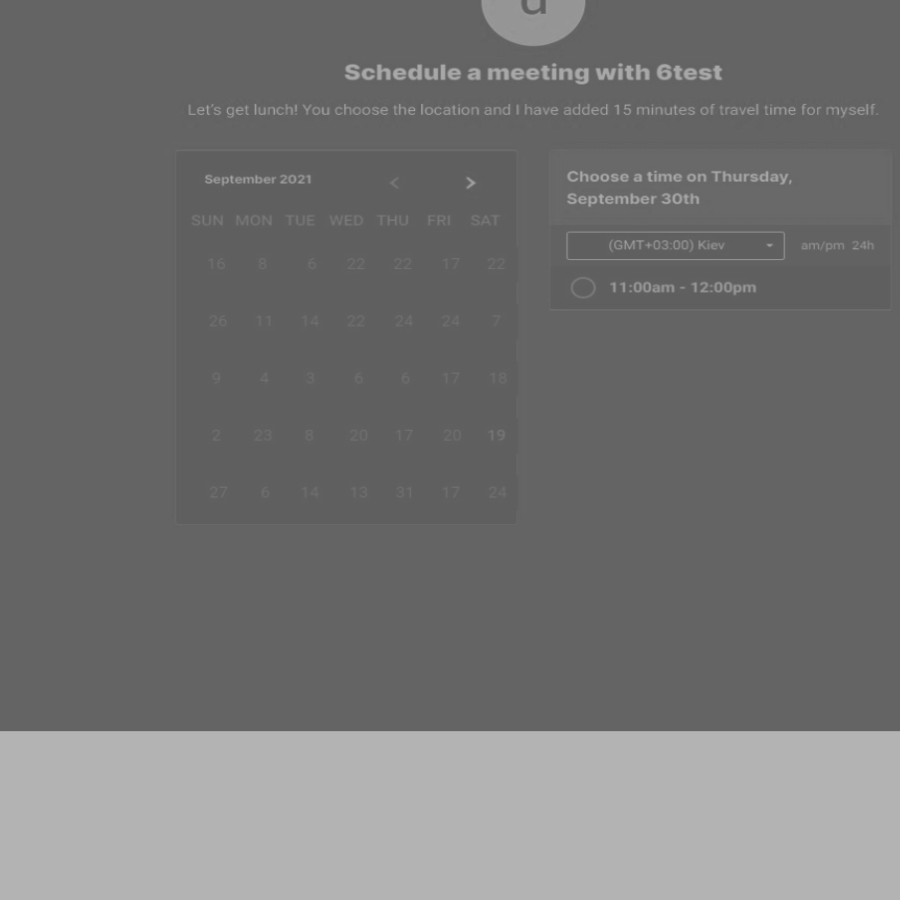 u
Schedule a meeting with 6test
Let's get lunch! You choose the location and I have added 15 minutes of travel time for myself.
September 2021 < >
SUN MON TUE WED THU FRI SAT
16 8 6 22 22 17 22
26 11 14 22 24 24 7
9 4 3 6 6 17 18
2 23 8 20 17 20 19
27 6 14 13 31 17 24
Choose a time on Thursday,
September 30th
(GMT+03:00) Kiev am/pm 24h
11:00am - 12:00pm